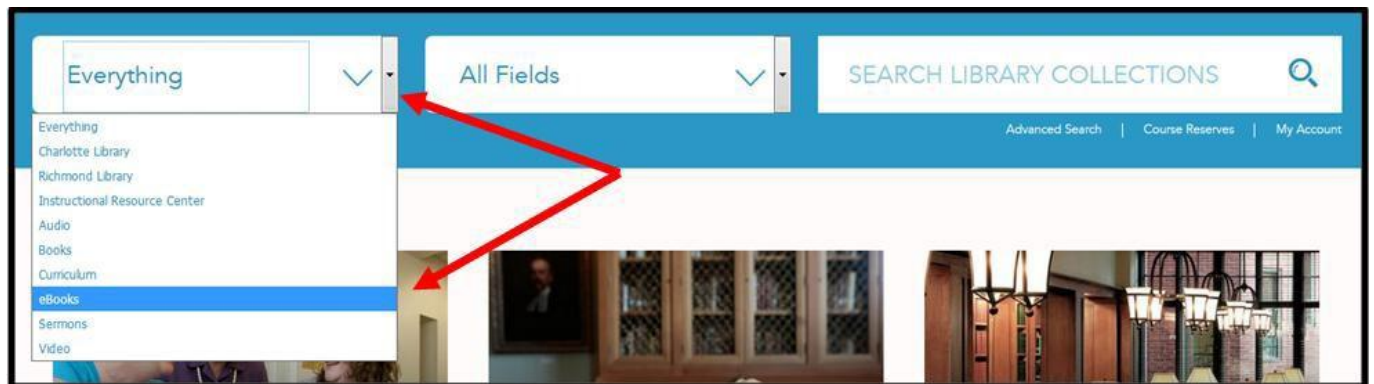 Everything
All Fields
SEARCH LIBRARY COLLECTIONS
Advanced Search | Course Reserves | My Account
Everything
Charlotte Library
Richmond Library
Instructional Resource Center
Audio
Books
Curriculum
eBooks
Sermons
Video